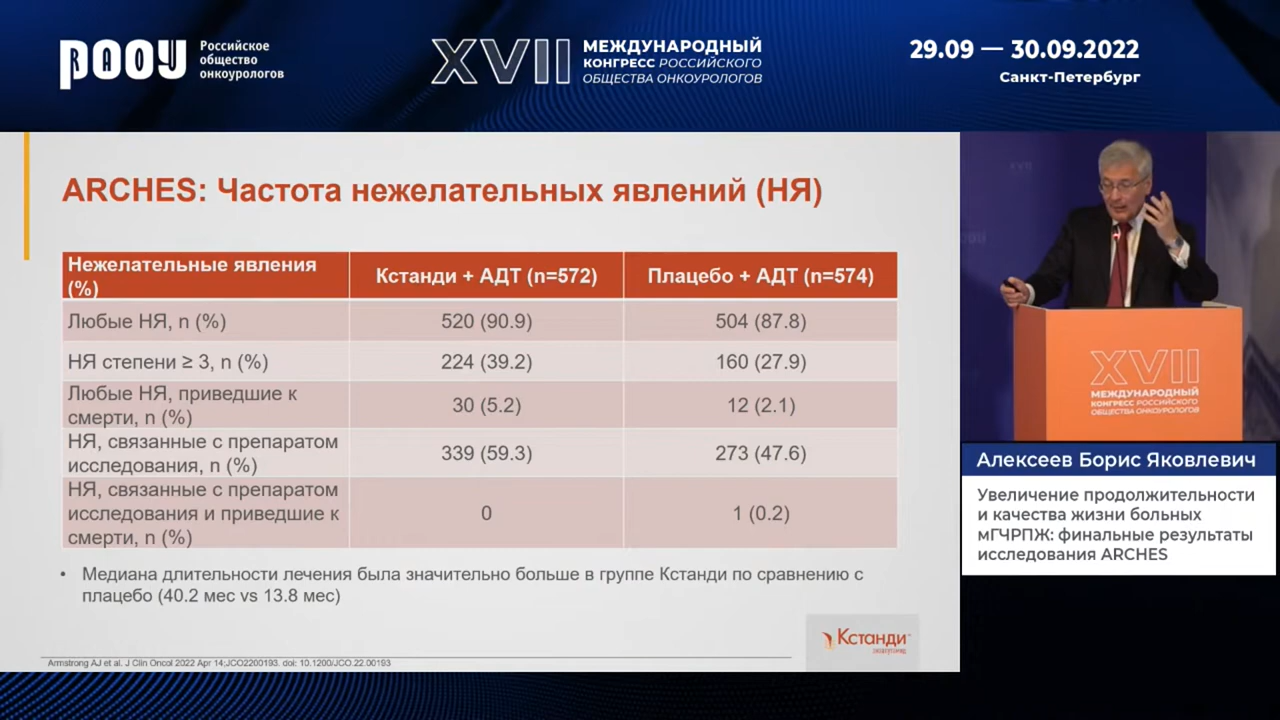 РООУ
RAOU
Российское
общество
онкоурологов
XVII
МЕЖДУНАРОДНЫЙ
КОНГРЕСС РОССИЙСКОГО
ОБЩЕСТВА ОНКОУРОЛОГОВ
29.09 — 30.09.2022
Санкт-Петербург
ARCHES: Частота нежелательных явлений (НЯ)
Нежелательные явления (%)
Кстанди + АДТ (n=572)
Плацебо + АДТ (n=574)
Любые НЯ, n (%)
520 (90.9)
504 (87.8)
НЯ степени ≥ 3, n (%)
224 (39.2)
160 (27.9)
Любые НЯ, приведшие к
смерти, n (%)
30 (5.2)
12 (2.1)
НЯ, связанные с препаратом
исследования, n (%)
339 (59.3)
273 (47.6)
НЯ, связанные с препаратом
исследования и приведшие к
смерти, n (%)
0
1 (0.2)
• Медиана длительности лечения была значительно больше в группе Кстанди по сравнению с
плацебо (40.2 мес vs 13.8 мес)
Кстанди
энзалутамид
Armstrong AJ et al. J Clin Oncol 2022 Apr 14;JCO2200193. doi: 10.1200/JCO.22.00193
XVII
МЕЖДУНАРОДНЫЙ
КОНГРЕСС РОССИЙСКОГО
ОБЩЕСТВА ОНКОУРОЛОГОВ
Алексеев Борис Яковлевич
Увеличение продолжительности
и качества жизни больных
мГЧРПЖ: финальные результаты
исследования ARCHES